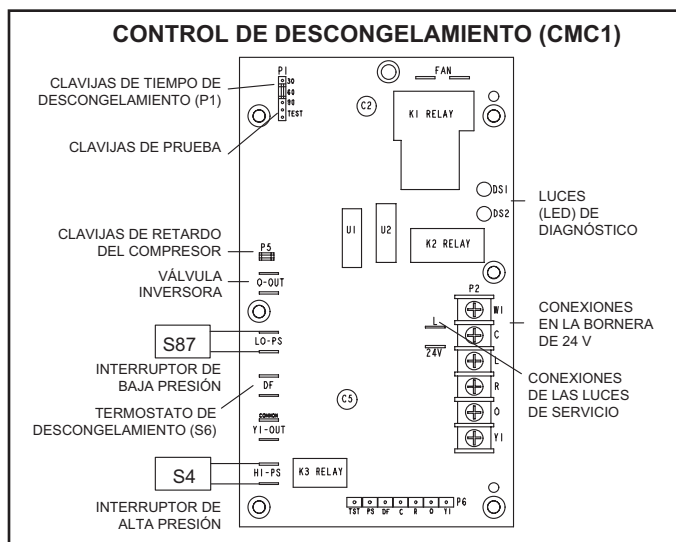 CONTROL DE DESCONGELAMIENTO (CMC1)
P1
CLAVIJAS DE TIEMPO DE
DESCONGELAMIENTO (P1)
30
60
90
TEST
CLAVIJAS DE PRUEBA
FAN
C2
K1 RELAY
DS1
DS2
LUCES
(LED) DE
DIAGNÓSTICO
U1
U2
K2 RELAY
CLAVIJAS DE RETARDO
DEL COMPRESOR
P5
VÁLVULA
INVERSORA
O-OUT
P2
W1
C
L
R
O
Y1
CONEXIONES
EN LA BORNERA
DE 24 V
L
24V
CONEXIONES
DE LAS LUCES
DE SERVICIO
S87
LO-PS
INTERRUPTOR DE
BAJA PRESIÓN
DF
TERMOSTATO DE
DESCONGELAMIENTO (S6)
C5
COMMON
Y1-OUT
S4
HI-PS
K3 RELAY
INTERRUPTOR DE
ALTA PRESIÓN
P6
TST PS DF C R O Y1